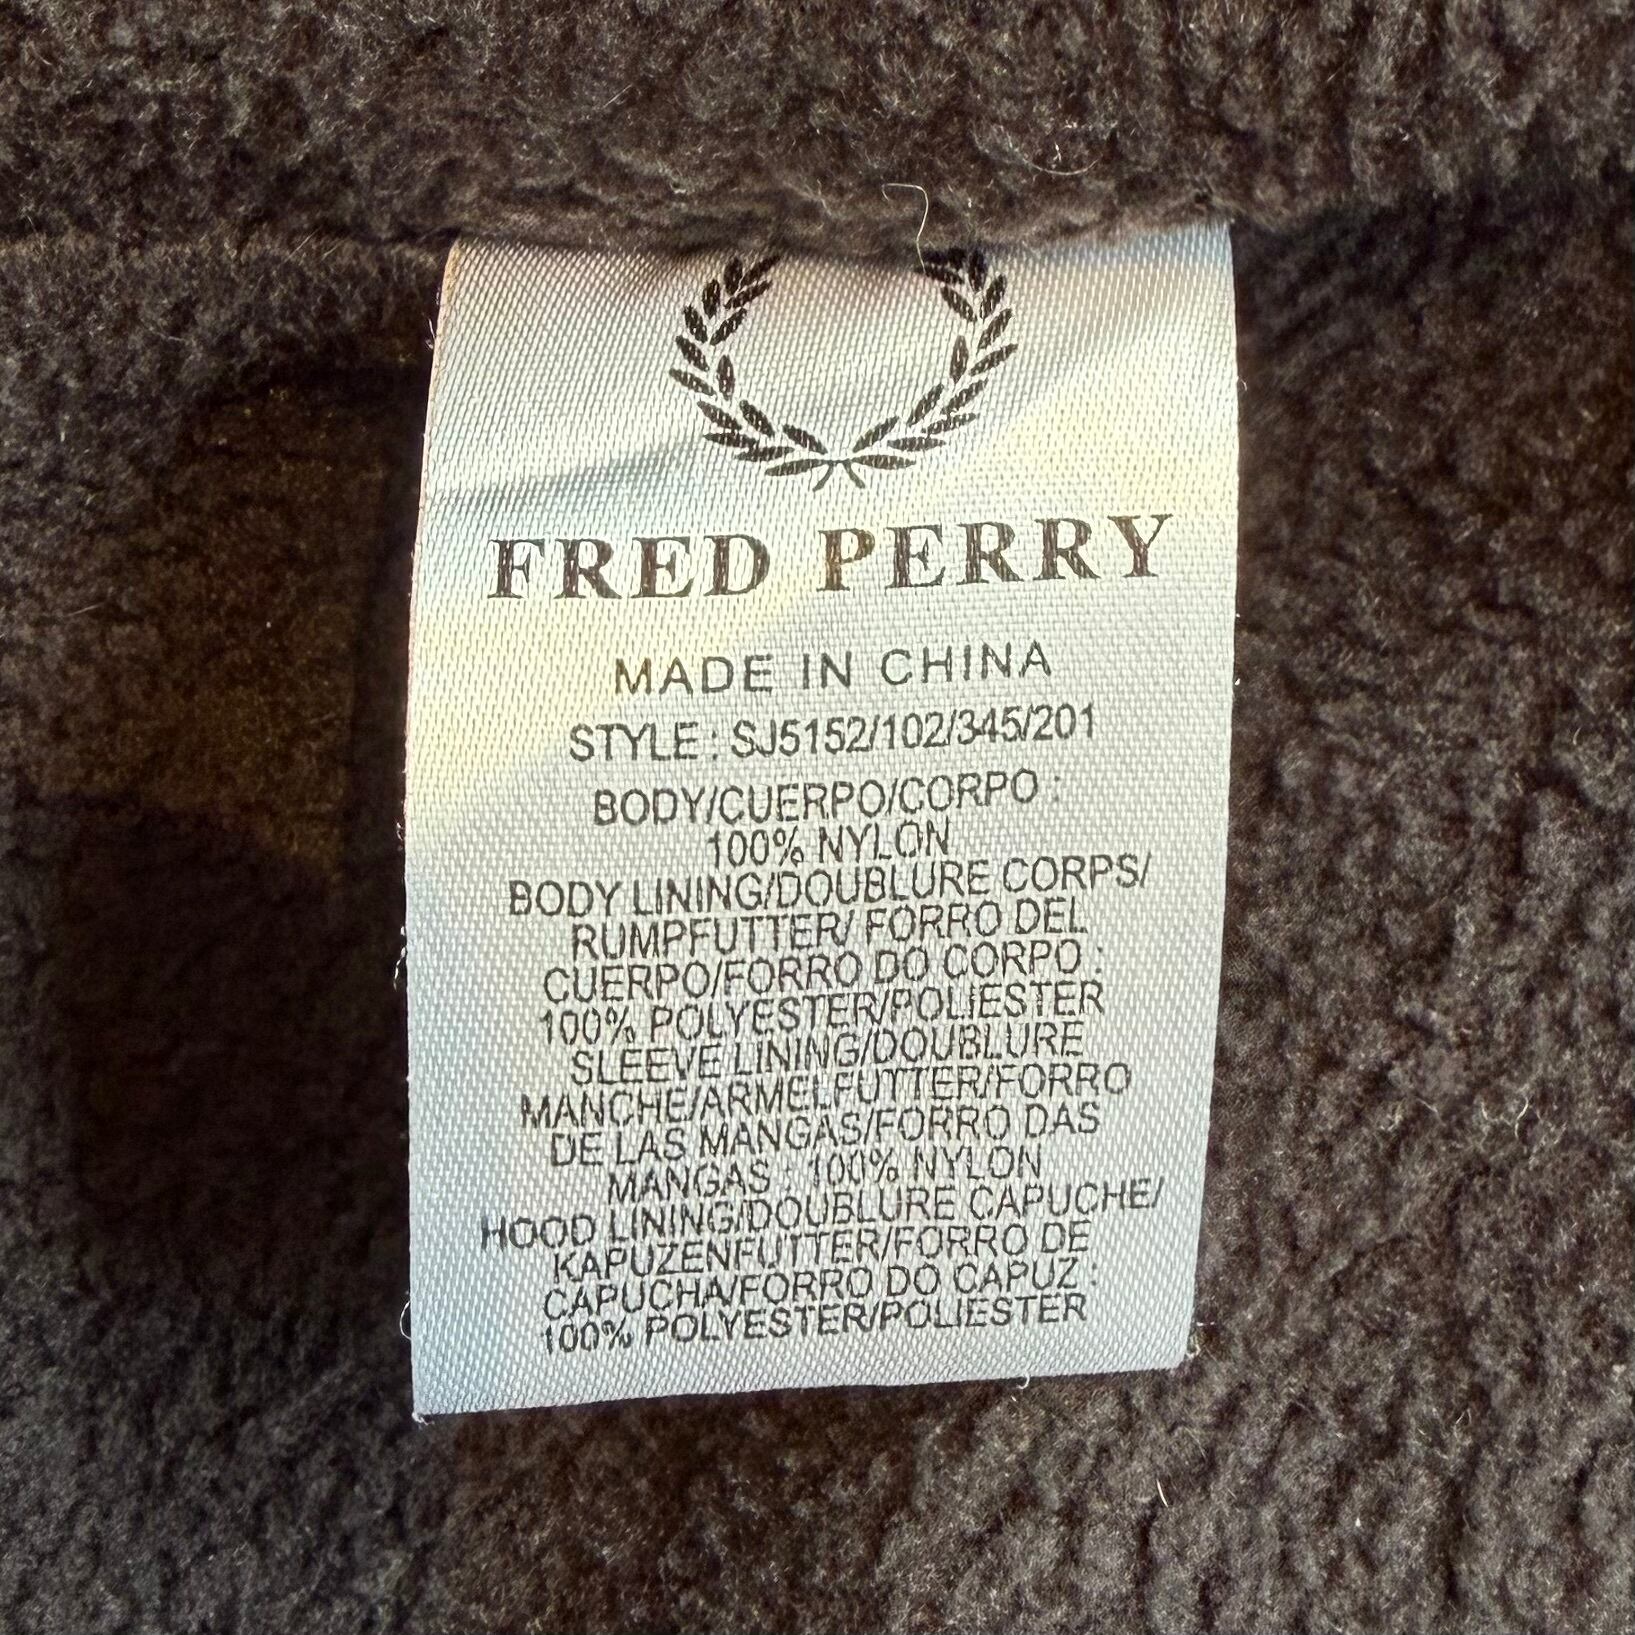 FRED PERRY
MADE IN CHINA
STYLE : SJ5152/102/345/201
BODY/CUERPO/CORPO :
100% NYLON
BODY LINING/DOUBLURE CORPS/
RUMPFUTTER/ FORRO DEL
CUERPO/FORRO DO CORPO :
100% POLYESTER/POLIESTER
SLEEVE LINING/DOUBLURE
MANCHE/ARMELFUTTER/FORRO
DE LAS MANGAS/FORRO DAS
MANGAS : 100% NYLON
HOOD LINING/DOUBLURE CAPUCHE/
KAPUZENFUTTER/FORRO DE
CAPUCHA/FORRO DO CAPUZ :
100% POLYESTER/POLIESTER